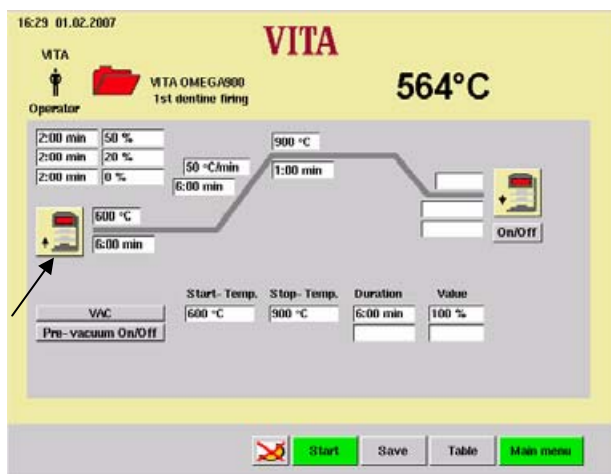 16:29 01.02.2007
VITA
VITA
Operator
VITA OMEGA900
1st dentine firing
564°C
2:00 min 50 %
2:00 min 20 %
2:00 min 0 %
50 °C/min
6:00 min
900 °C
1:00 min
600 °C
6:00 min
On/Off
VAC
Pre-vacuum On/Off
Start-Temp. Stop-Temp. Duration Value
600 °C 900 °C 6:00 min 100 %
Start Save Table Main menu